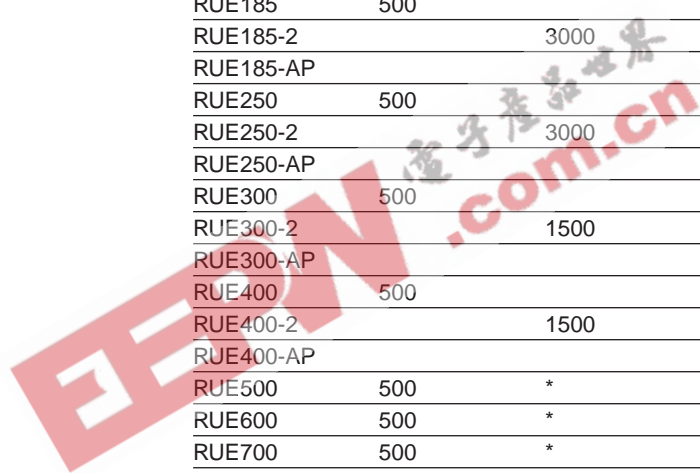 RUE185 500
RUE185-2 3000
RUE185-AP
RUE250 500
RUE250-2 3000
RUE250-AP
RUE300 500
RUE300-2 1500
RUE300-AP
RUE400 500
RUE400-2 1500
RUE400-AP
RUE500 500 *
RUE600 500 *
RUE700 500 *
EEPW .com.cn
電子產品世界